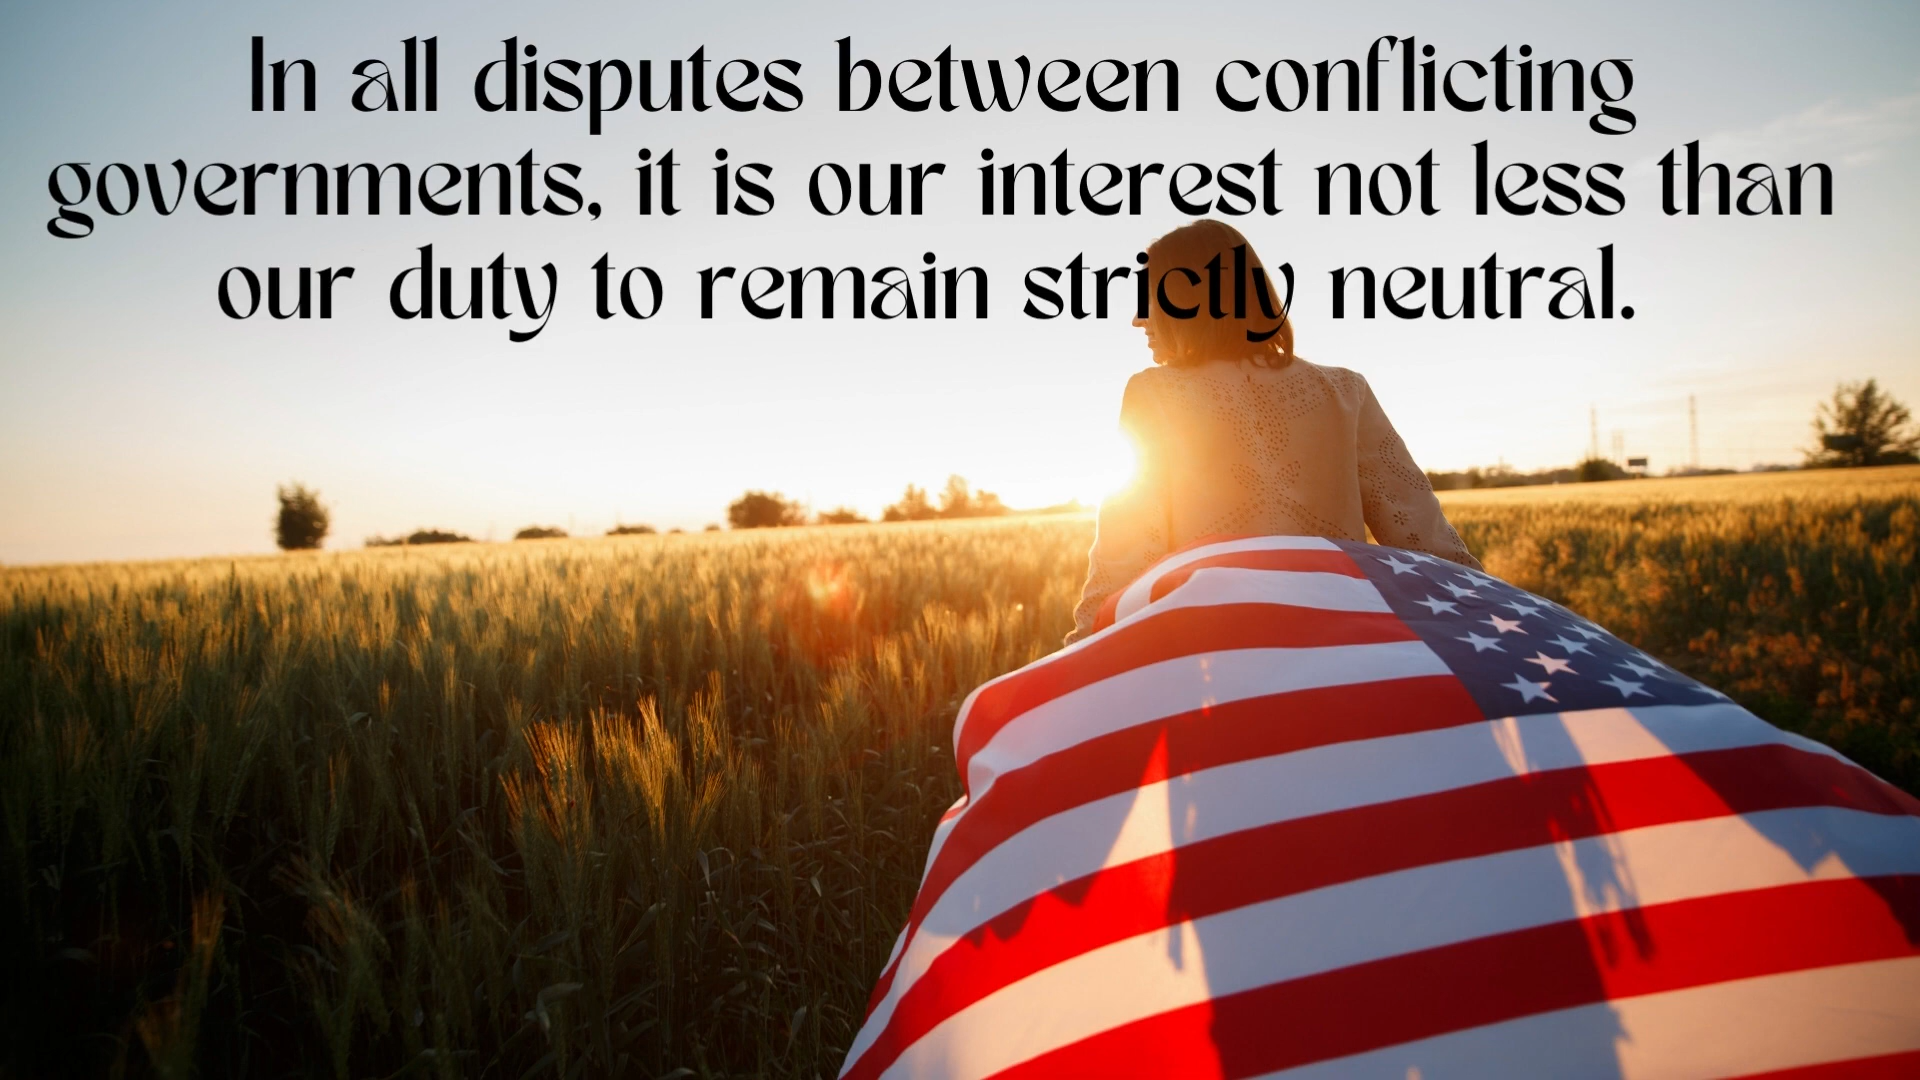 In all disputes between conflicting
governments, it is our interest not less than
our duty to remain strictly neutral.